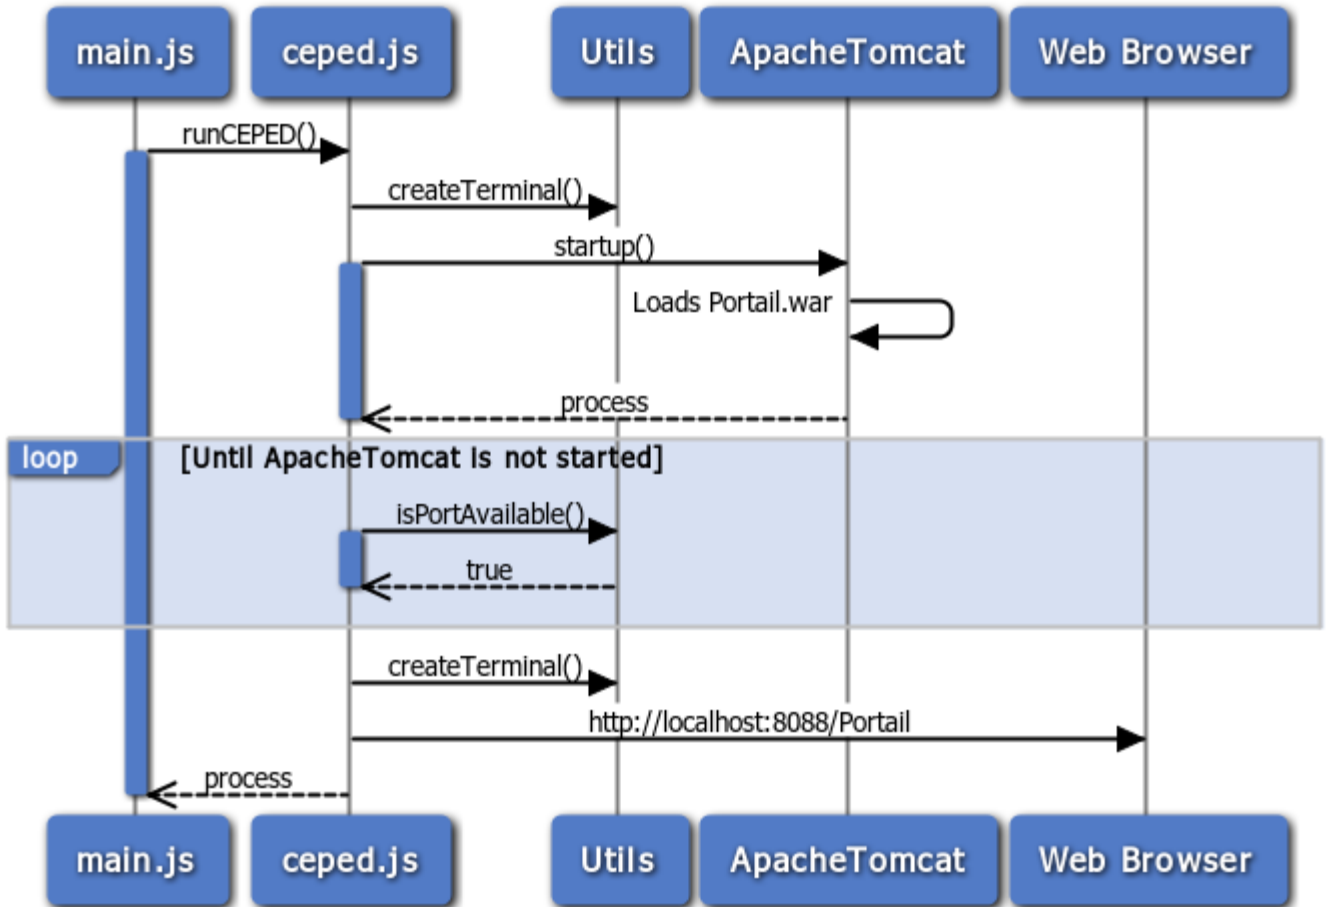 main.js ceped.js Utils ApacheTomcat Web Browser
runCEPED()
createTerminal()
startup()
Loads Portail.war
process
loop [Until ApacheTomcat is not started]
isPortAvailable()
true
createTerminal()
http://localhost:8088/Portail
process
main.js ceped.js Utils ApacheTomcat Web Browser